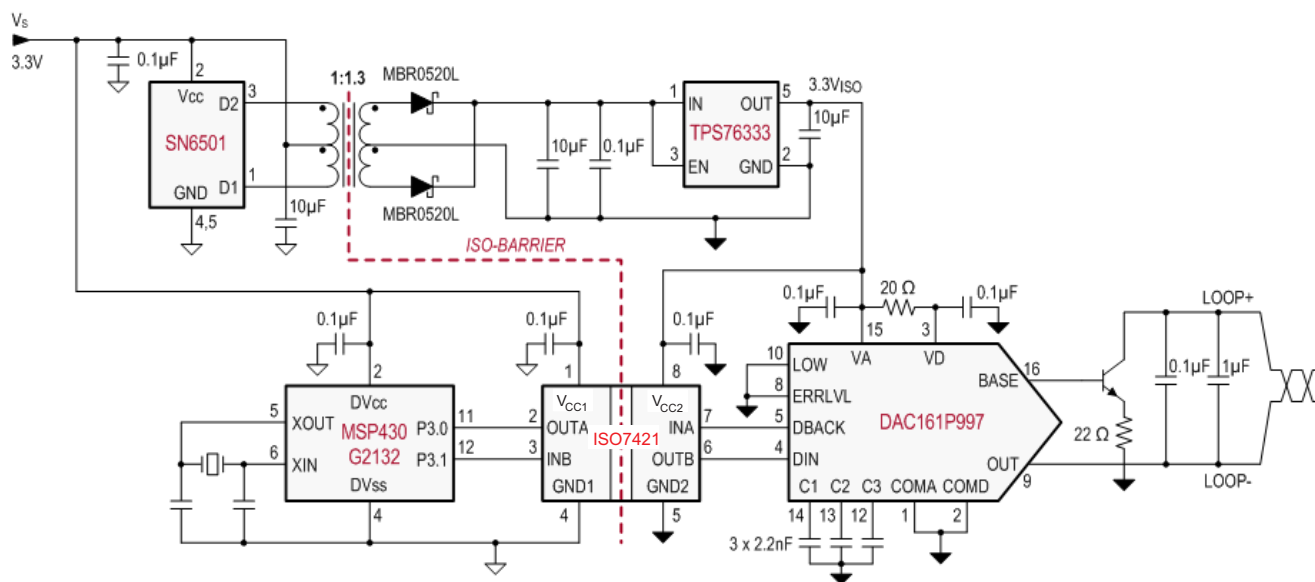 VS
3.3V
0.1µF
2
Vcc
D2
3
SN6501
GND
D1
1
4,5
10µF
1:1.3
MBR0520L
MBR0520L
10µF
0.1µF
1
IN
OUT
5
3.3VISO
TPS76333
3
EN
GND
2
10µF
ISO-BARRIER
0.1µF
2
DVcc
5
XOUT
MSP430
G2132
6
XIN
P3.0
11
P3.1
12
DVss
4
0.1µF
1
VCC1
2
OUTA
3
INB
GND1
4
ISO7421
0.1µF
8
VCC2
INA
7
OUTB
6
GND2
5
0.1µF
20 Ω
0.1µF
15
3
VA
VD
10
LOW
8
ERRLVL
5
DBACK
4
DIN
DAC161P997
BASE
16
OUT
9
C1
C2
C3
COMA
COMD
14
13
12
1
2
3 x 2.2nF
22 Ω
0.1µF
1µF
LOOP+
LOOP-